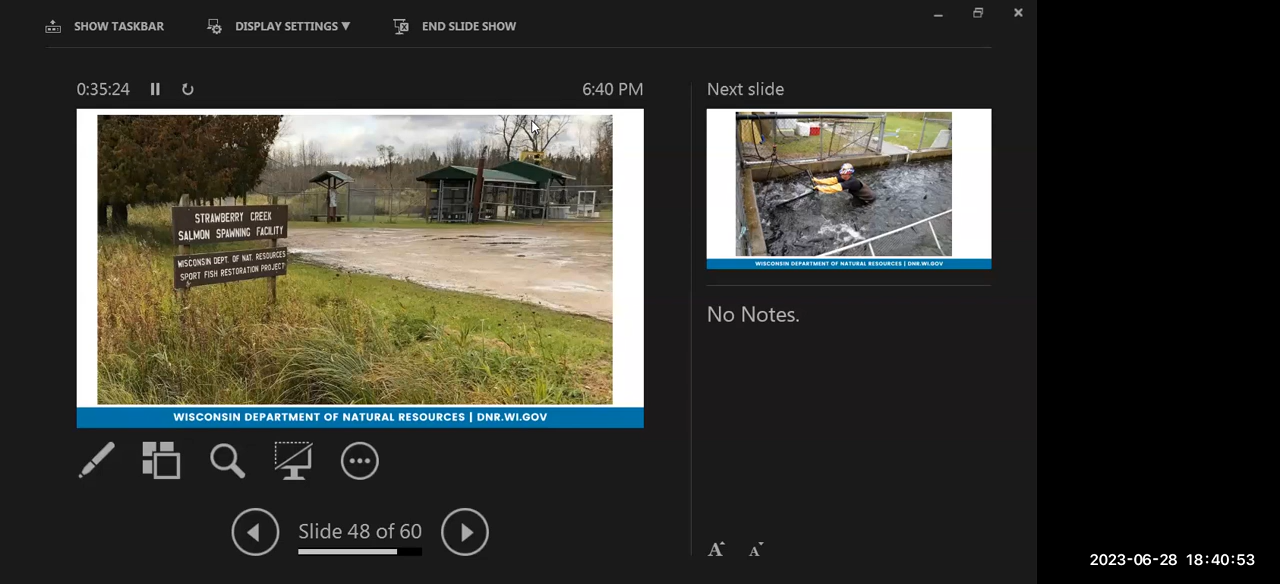 SHOW TASKBAR
DISPLAY SETTINGS ▼
END SLIDE SHOW
0:35:24
6:40 PM
Next slide
STRAWBERRY CREEK
SALMON SPAWNING FACILITY
WISCONSIN DEPT. OF NAT. RESOURCES
SPORT FISH RESTORATION PROJECT
WISCONSIN DEPARTMENT OF NATURAL RESOURCES | DNR.WI.GOV
WISCONSIN DEPARTMENT OF NATURAL RESOURCES | DNR.WI.GOV
No Notes.
Slide 48 of 60
A A
2023-06-28 18:40:53